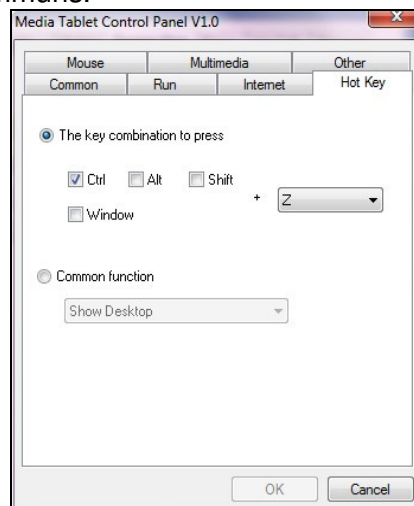 Media Tablet Control Panel V1.0
Mouse Multimedia Other
Common Run Internet Hot Key
The key combination to press
Ctrl Alt Shift
+ Z
Window
Common function
Show Desktop
OK Cancel